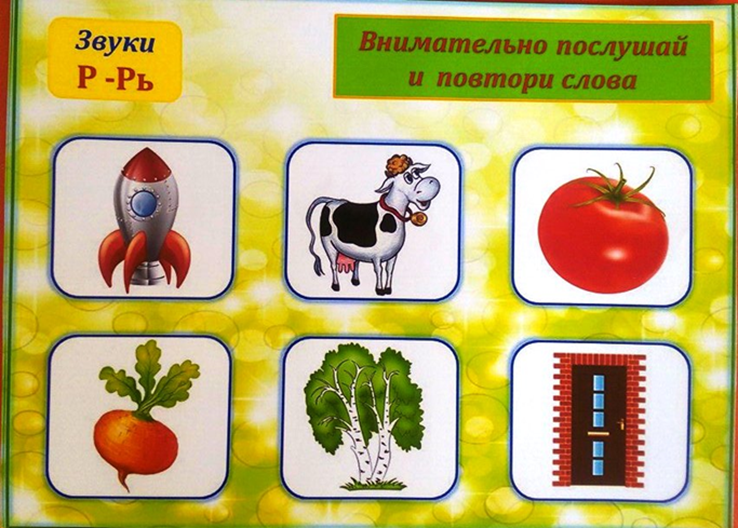 Звуки
Р -Рь
Внимательно послушай
и повтори слова